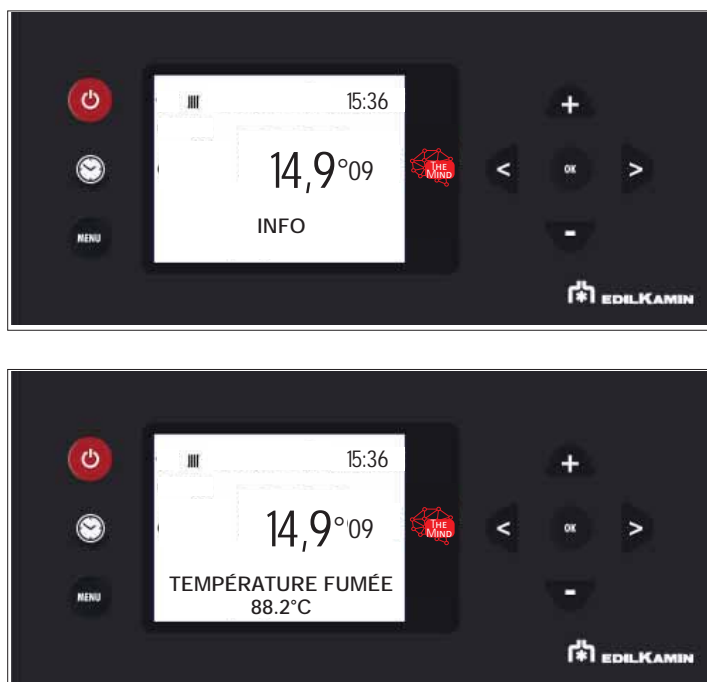 15:36
14,9°09
THE
MIND
< OK >
+
-
MENU
INFO
EDILKAMIN
15:36
14,9°09
THE
MIND
< OK >
+
-
MENU
TEMPÉRATURE FUMÉE
88.2°C
EDILKAMIN